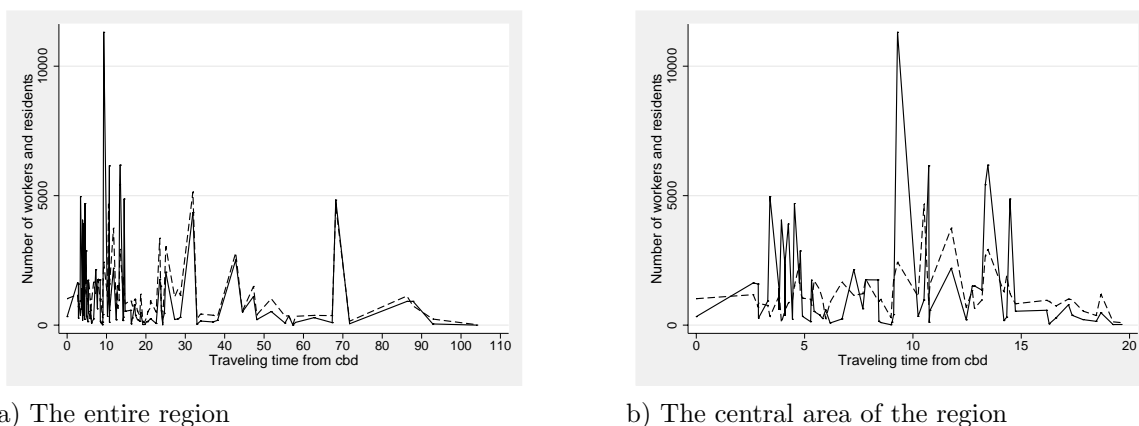 Number of workers and residents
10000
5000
0
0 10 20 30 40 50 60 70 80 90 100 110
Traveling time from cbd
a) The entire region
Number of workers and residents
10000
5000
0
0 5 10 15 20
Traveling time from cbd
b) The central area of the region